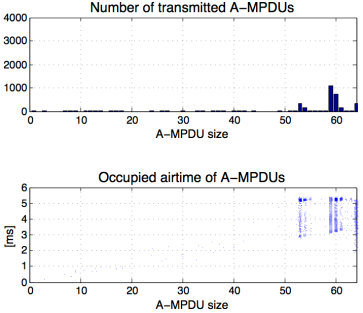 Number of transmitted A-MPDUs
4000
3000
2000
1000
0
0 10 20 30 40 50 60
A-MPDU size
Occupied airtime of A-MPDUs
6
5
4
3
2
1
0
[ms]
0 10 20 30 40 50 60
A-MPDU size